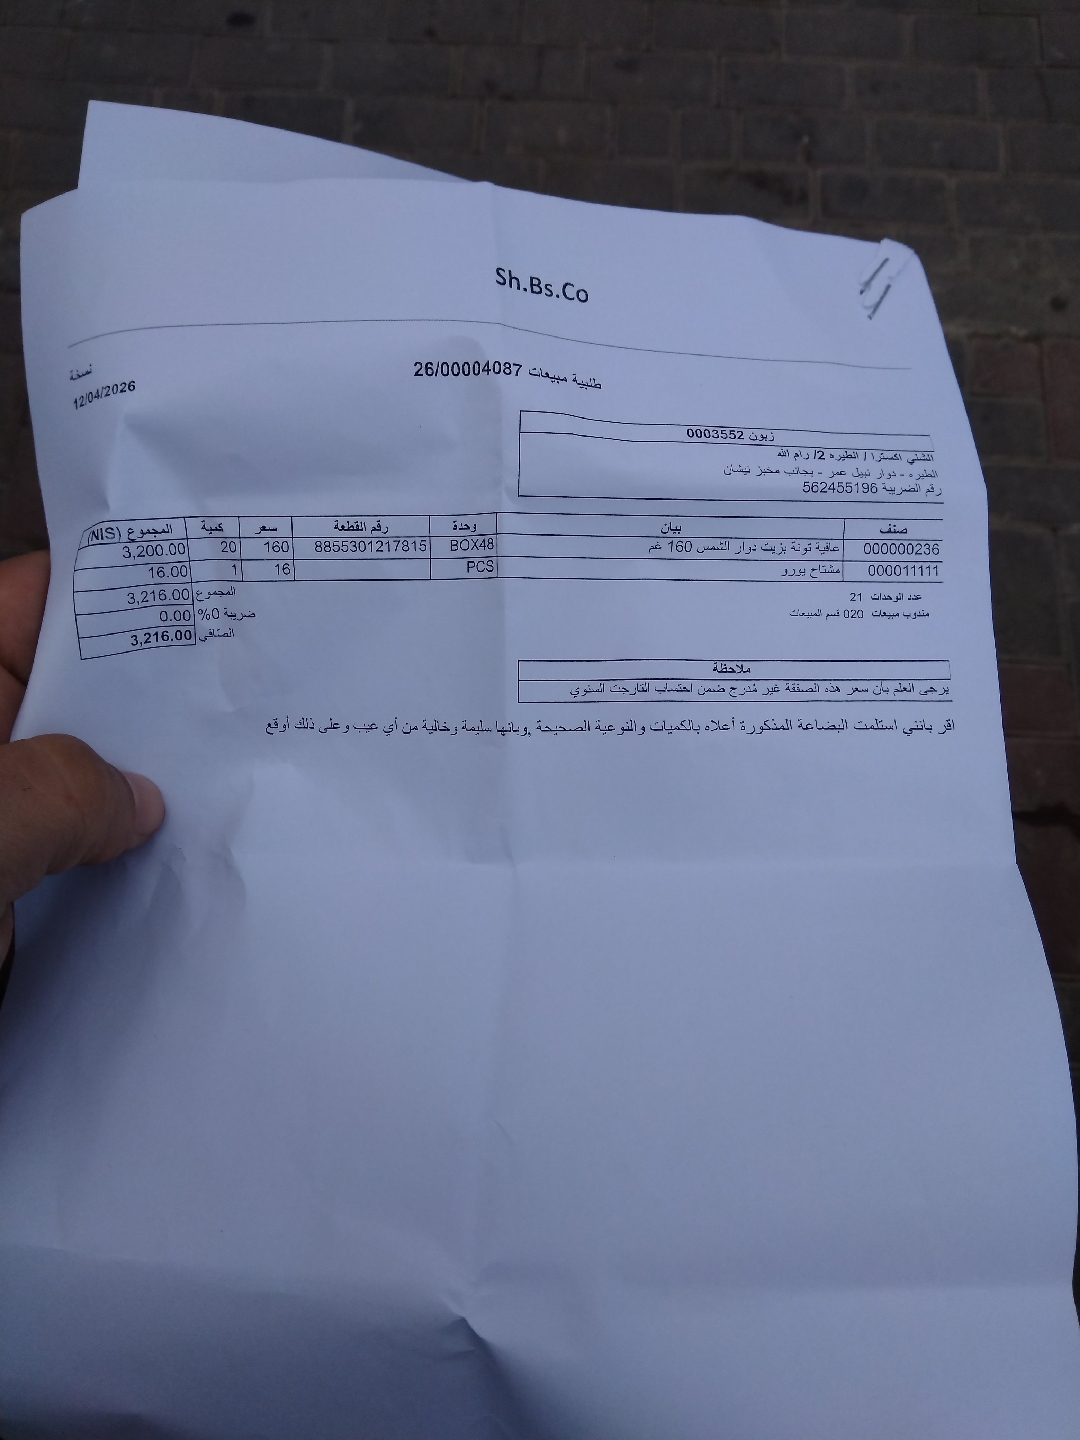 Sh.Bs.Co
نسخة
12/04/2026
طلبية مبيعات 26/00004087
زبون 0003552
الشني اكسترا / الطيره 2/ رام الله
الطيره - دوار نبيل عمر - بجانب مخبز نيشان
رقم الضريبة 562455196
صنف بيان وحدة رقم القطعة سعر كمية المجموع (NIS)
000000236 عافية تونة بزيت دوار الشمس 160 غم BOX48 8855301217815 160 20 3,200.00
000011111 مشتاح يورو PCS 16 1 16.00
المجموع 3,216.00
ضريبة 0% 0.00
الصافي 3,216.00
عدد الوحدات 21
مندوب مبيعات 020 قسم المبيعات
ملاحظة
يرجى العلم بأن سعر هذه الصفقة غير مُدرج ضمن احتساب التارجت السنوي
اقر بانني استلمت البضاعة المذكورة أعلاه بالكميات والنوعية الصحيحة ,وبانها سليمة وخالية من أي عيب وعلى ذلك أوقع